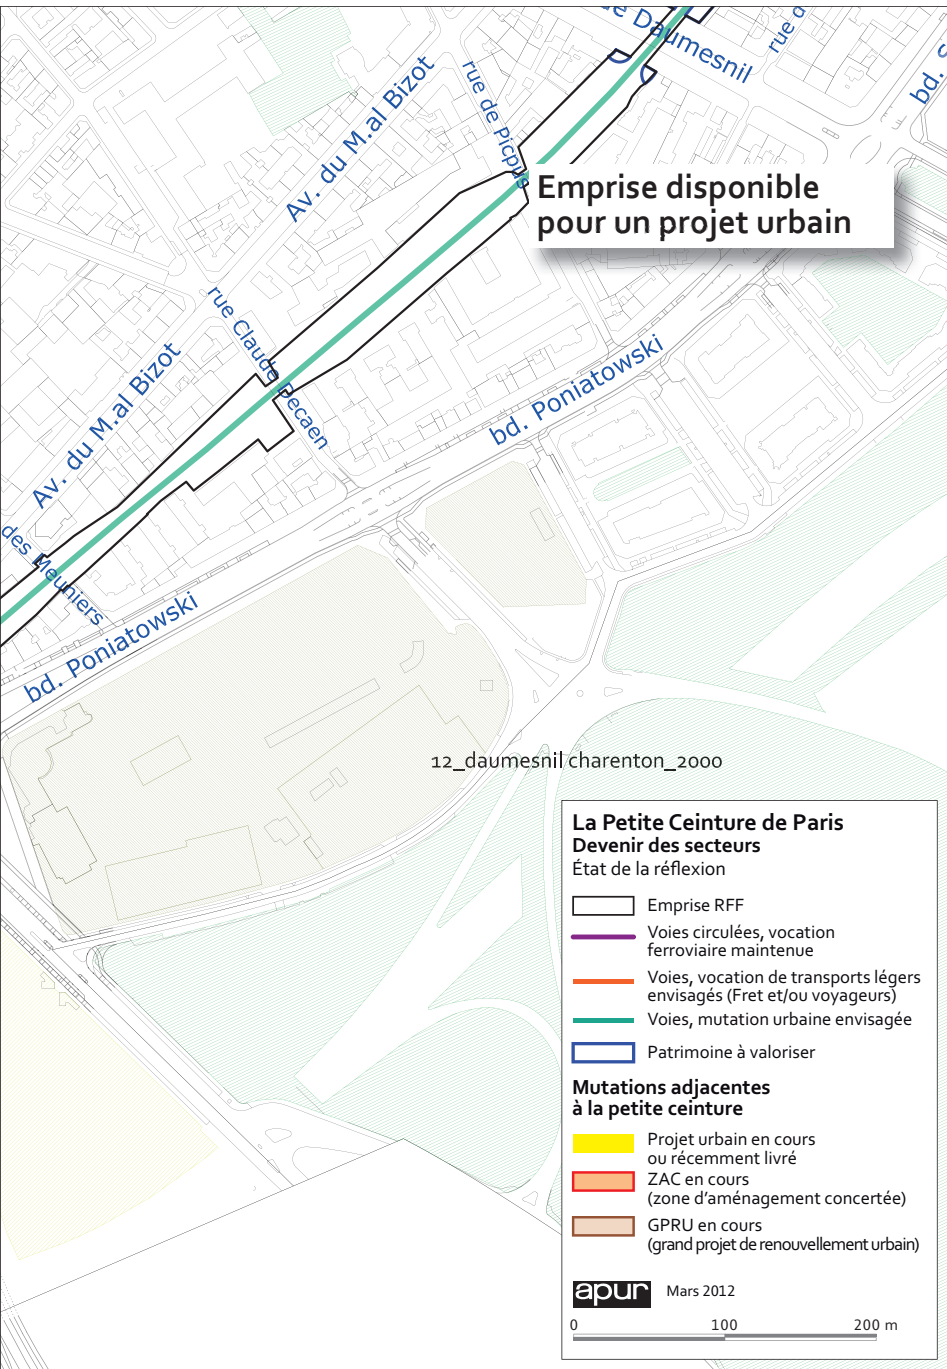 de Daumesnil
rue d
bd. S
Av. du M.al Bizot
rue de Picpus
Emprise disponible
pour un projet urbain
rue Claude Decaen
Av. du M.al Bizot
bd. Poniatowski
des Meuniers
bd. Poniatowski
12_daumesnil charenton_2000
La Petite Ceinture de Paris
Devenir des secteurs
État de la réflexion
Emprise RFF
Voies circulées, vocation
ferroviaire maintenue
Voies, vocation de transports légers
envisagés (Fret et/ou voyageurs)
Voies, mutation urbaine envisagée
Patrimoine à valoriser
Mutations adjacentes
à la petite ceinture
Projet urbain en cours
ou récemment livré
ZAC en cours
(zone d'aménagement concertée)
GPRU en cours
(grand projet de renouvellement urbain)
apur Mars 2012
0 100 200 m